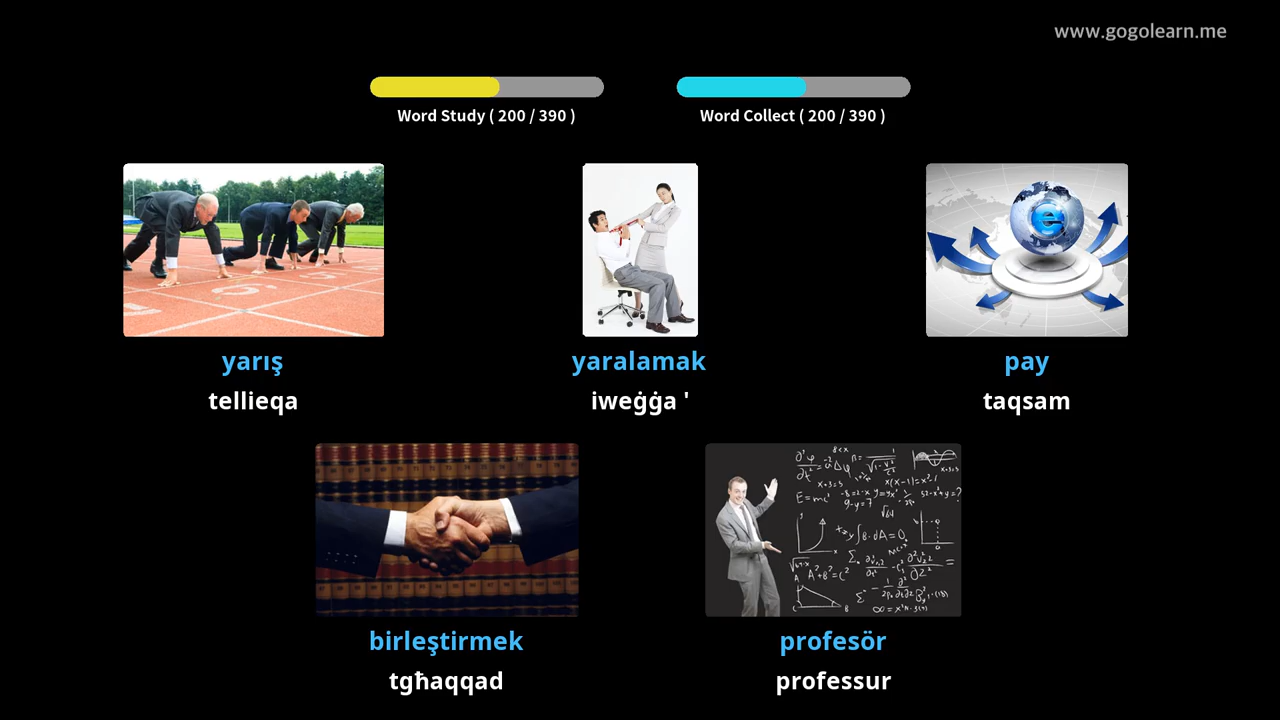 www.gogolearn.me
Word Study ( 200 / 390 )
Word Collect ( 200 / 390 )
yarış
yaralamak
pay
tellieqa
iweġġa '
taqsam
birleştirmek
profesör
tgħaqqad
professur